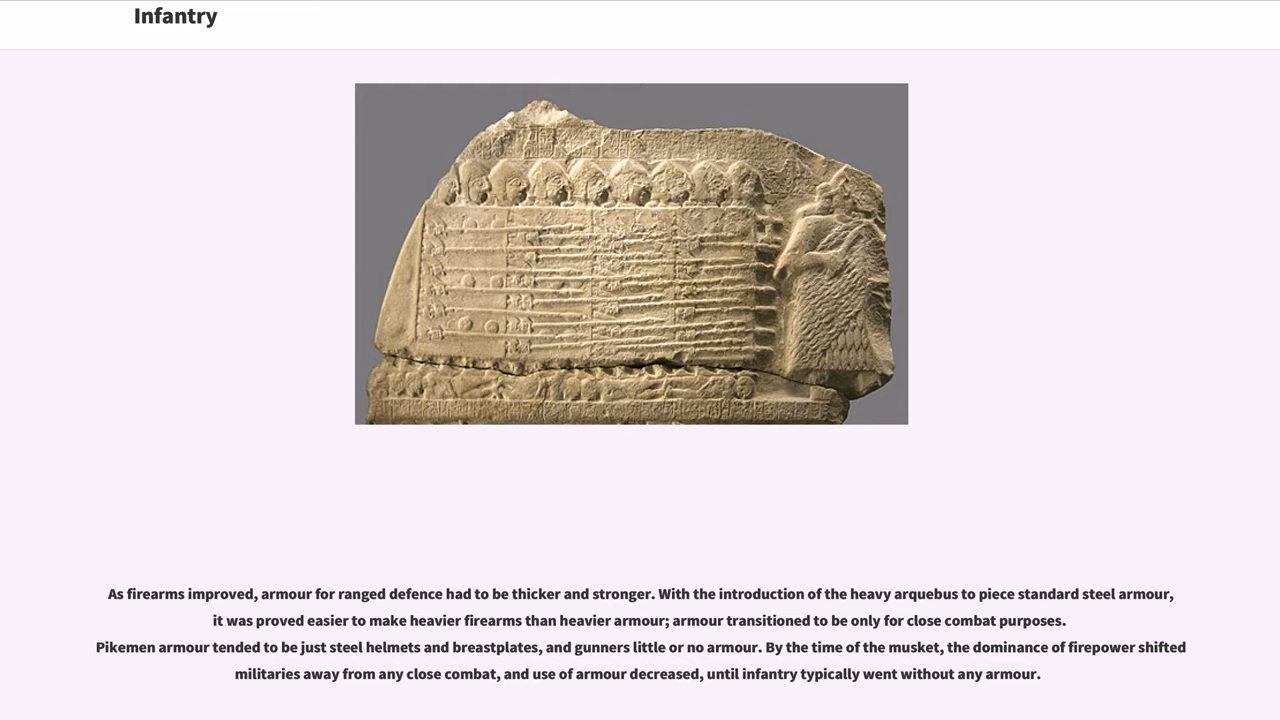 Infantry
As firearms improved, armour for ranged defence had to be thicker and stronger. With the introduction of the heavy arquebus to piece standard steel armour,
it was proved easier to make heavier firearms than heavier armour; armour transitioned to be only for close combat purposes.
Pikemen armour tended to be just steel helmets and breastplates, and gunners little or no armour. By the time of the musket, the dominance of firepower shifted
militaries away from any close combat, and use of armour decreased, until infantry typically went without any armour.